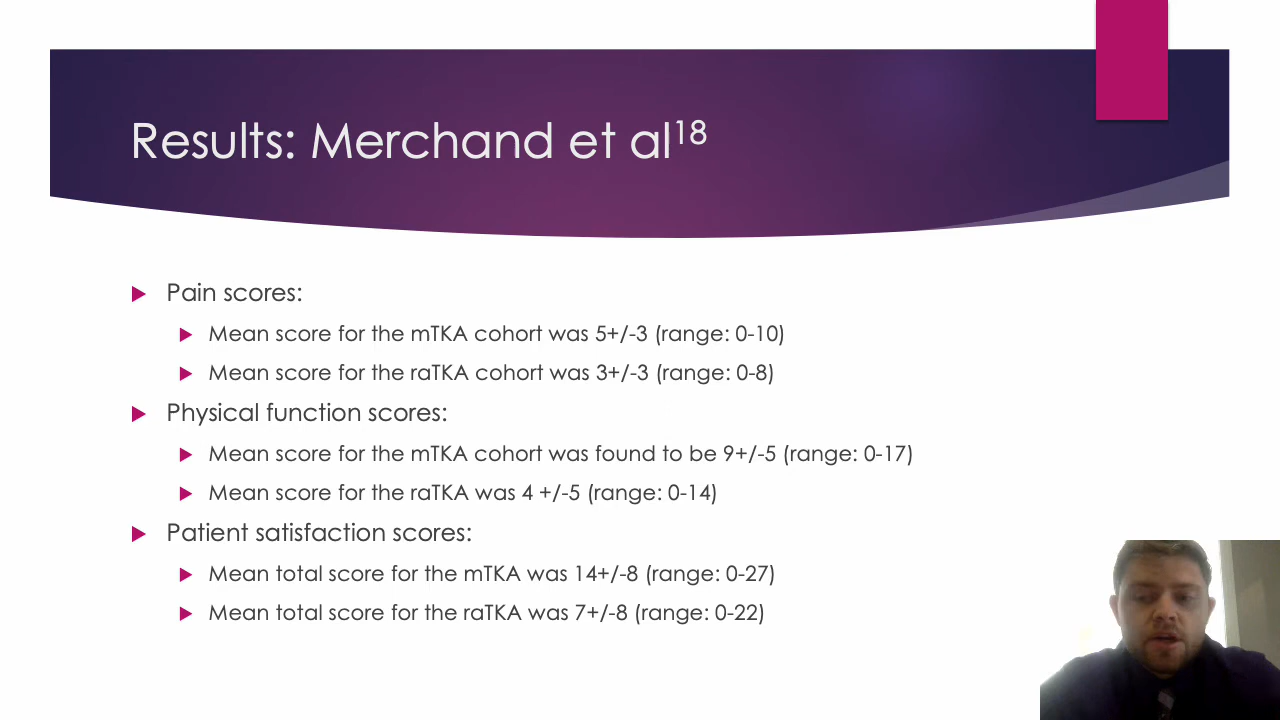 Results: Merchand et al¹⁸
Pain scores:
Mean score for the mTKA cohort was 5+/-3 (range: 0-10)
Mean score for the raTKA cohort was 3+/-3 (range: 0-8)
Physical function scores:
Mean score for the mTKA cohort was found to be 9+/-5 (range: 0-17)
Mean score for the raTKA was 4 +/-5 (range: 0-14)
Patient satisfaction scores:
Mean total score for the mTKA was 14+/-8 (range: 0-27)
Mean total score for the raTKA was 7+/-8 (range: 0-22)